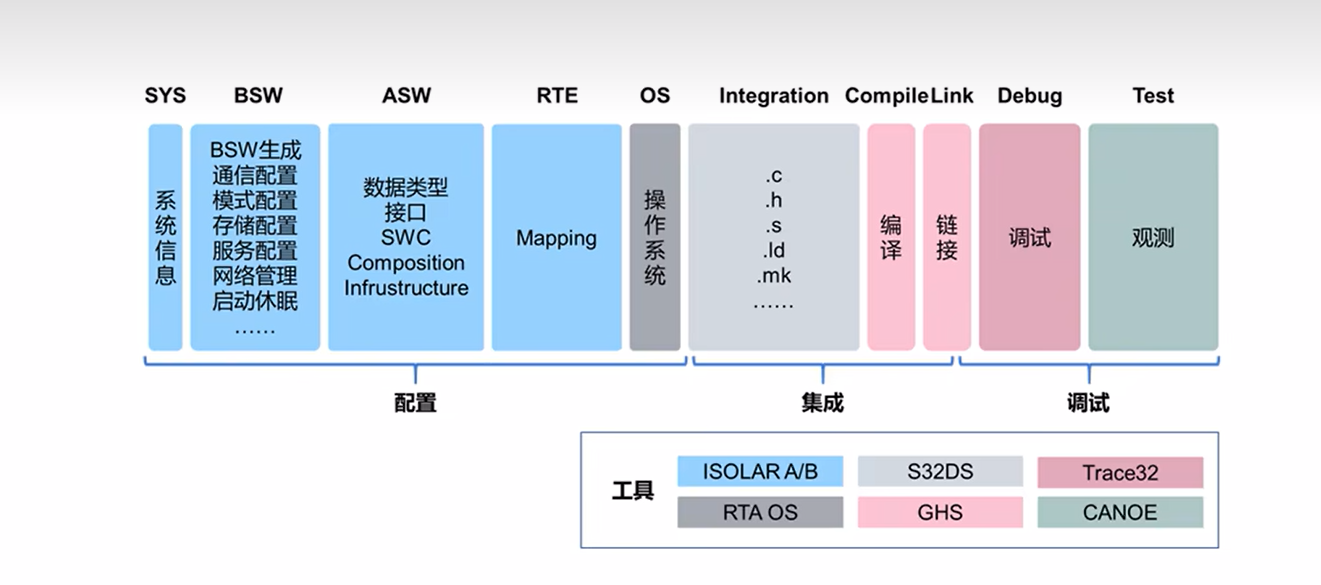 SYS
BSW
ASW
RTE
OS
Integration
Compile
Link
Debug
Test
系
统
信
息
BSW生成
通信配置
模式配置
存储配置
服务配置
网络管理
启动休眠
……
数据类型
接口
SWC
Composition
Infrustructure
Mapping
操
作
系
统
.c
.h
.s
.ld
.mk
……
编
译
链
接
调试
观测
配置
集成
调试
工具
ISOLAR A/B
S32DS
Trace32
RTA OS
GHS
CANOE